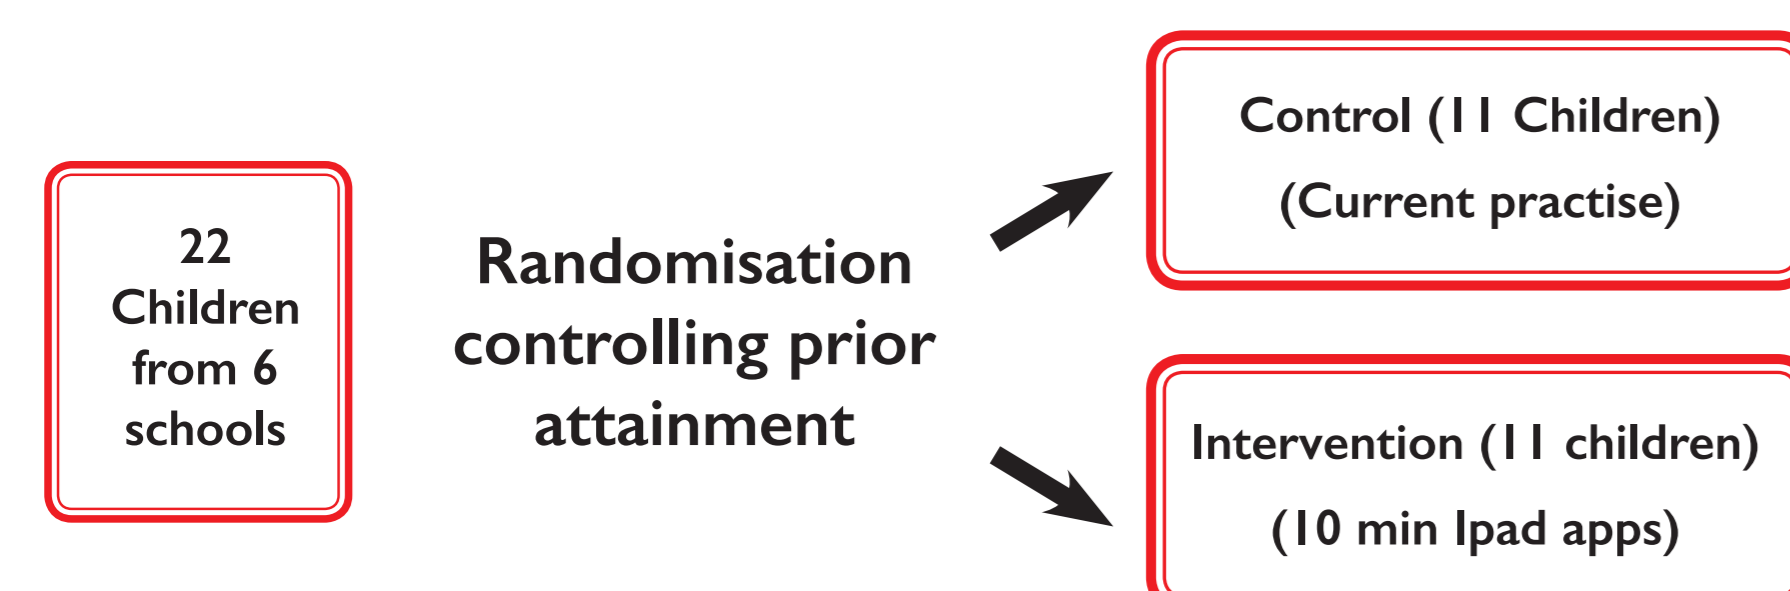 22
Children
from 6
schools
Randomisation
controlling prior
attainment
Control (11 Children)
(Current practise)
Intervention (11 children)
(10 min Ipad apps)